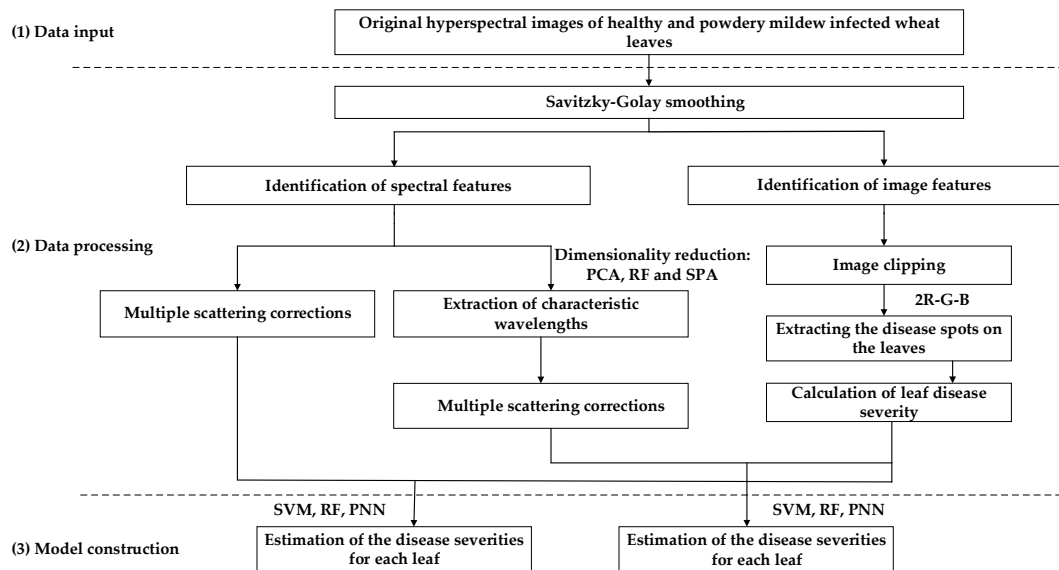 (1) Data input
Original hyperspectral images of healthy and powdery mildew infected wheat
leaves
Savitzky-Golay smoothing
Identification of spectral features
Identification of image features
(2) Data processing
Dimensionality reduction:
PCA, RF and SPA
Image clipping
Multiple scattering corrections
Extraction of characteristic
wavelengths
2R-G-B
Extracting the disease spots on
the leaves
Multiple scattering corrections
Calculation of leaf disease
severity
SVM, RF, PNN
SVM, RF, PNN
(3) Model construction
Estimation of the disease severities
for each leaf
Estimation of the disease severities
for each leaf